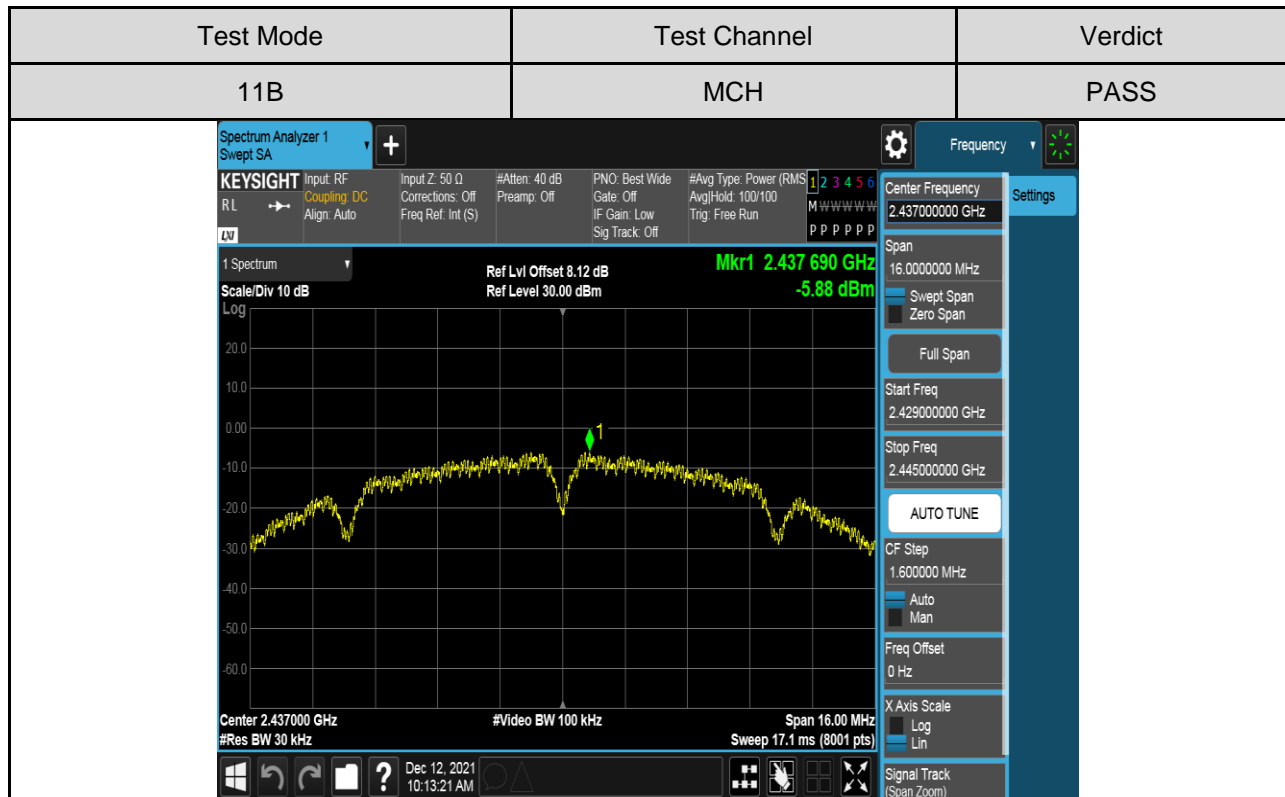 Test Mode Test Channel Verdict
11B MCH PASS
Spectrum Analyzer 1
Swept SA
+
Frequency
KEYSIGHT
RL
LXI
Input: RF
Coupling: DC
Align: Auto
Input Z: 50 Ω
Corrections: Off
Freq Ref: Int (S)
#Atten: 40 dB
Preamp: Off
PNO: Best Wide
Gate: Off
IF Gain: Low
Sig Track: Off
#Avg Type: Power (RMS
Avg|Hold: 100/100
Trig: Free Run
1 2 3 4 5 6
M W W W W W
P P P P P P
1 Spectrum
Scale/Div 10 dB
Ref Lvl Offset 8.12 dB
Ref Level 30.00 dBm
Mkr1 2.437 690 GHz
-5.88 dBm
Log
20.0
10.0
0.00
-10.0
-20.0
-30.0
-40.0
-50.0
-60.0
1
Center 2.437000 GHz
#Res BW 30 kHz
#Video BW 100 kHz
Span 16.00 MHz
Sweep 17.1 ms (8001 pts)
Center Frequency
2.437000000 GHz
Span
16.0000000 MHz
Swept Span
Zero Span
Full Span
Start Freq
2.429000000 GHz
Stop Freq
2.445000000 GHz
AUTO TUNE
CF Step
1.600000 MHz
Auto
Man
Freq Offset
0 Hz
X Axis Scale
Log
Lin
Signal Track
(Span Zoom)
Settings
?
Dec 12, 2021
10:13:21 AM